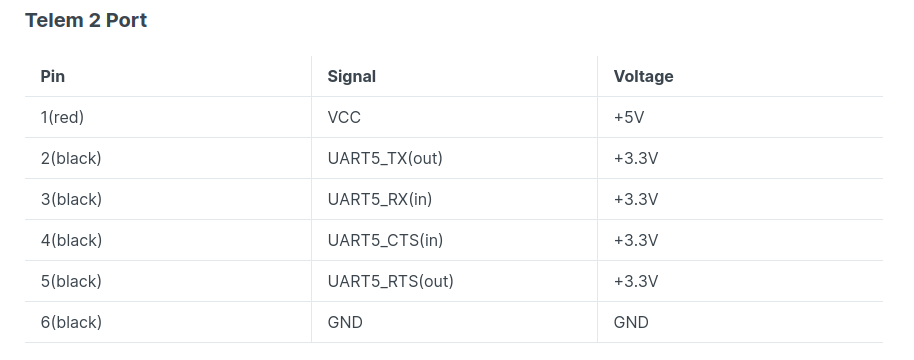 Telem 2 Port
Pin Signal Voltage
1(red) VCC +5V
2(black) UART5_TX(out) +3.3V
3(black) UART5_RX(in) +3.3V
4(black) UART5_CTS(in) +3.3V
5(black) UART5_RTS(out) +3.3V
6(black) GND GND